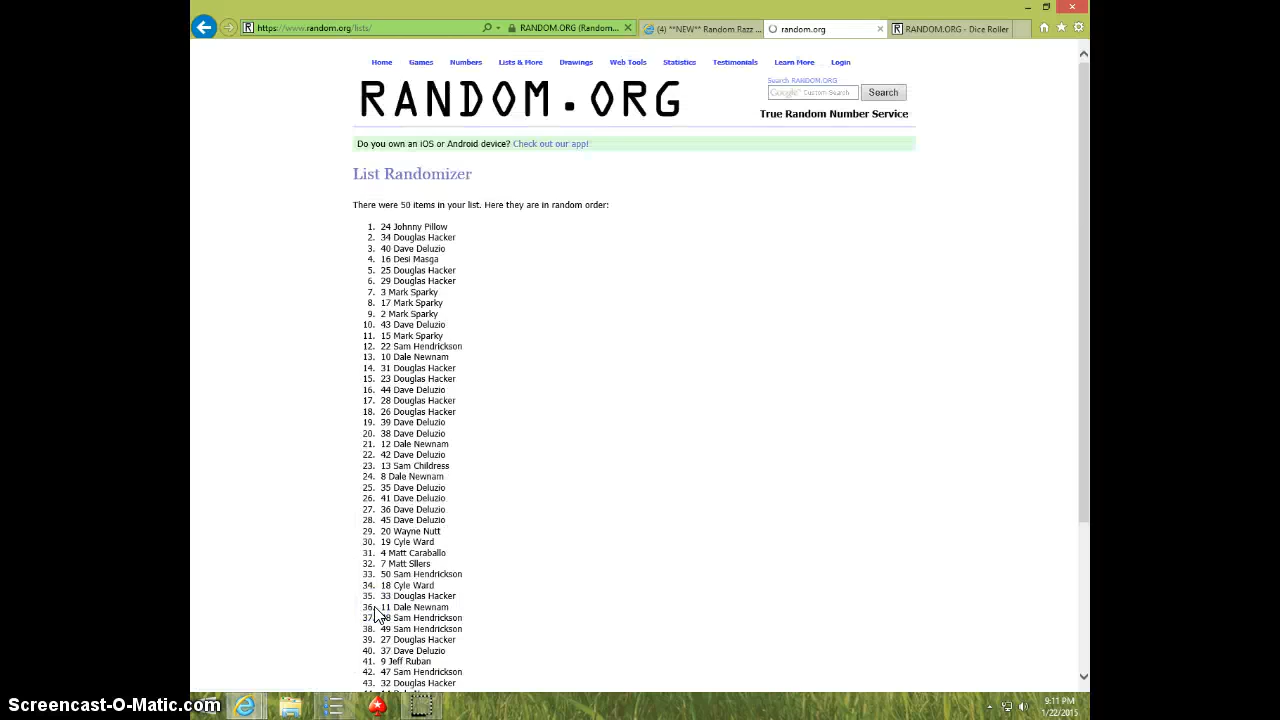 https://www.random.org/lists/
RANDOM.ORG (Random...
(4) **NEW** Random Razz ...
random.org
RANDOM.ORG - Dice Roller
Home Games Numbers Lists & More Drawings Web Tools Statistics Testimonials Learn More Login
RANDOM.ORG
Search RANDOM.ORG
Google Custom Search
Search
True Random Number Service
Do you own an iOS or Android device? Check out our app!
List Randomizer
There were 50 items in your list. Here they are in random order:
1. 24 Johnny Pillow
2. 34 Douglas Hacker
3. 40 Dave Deluzio
4. 16 Desi Masga
5. 25 Douglas Hacker
6. 29 Douglas Hacker
7. 3 Mark Sparky
8. 17 Mark Sparky
9. 2 Mark Sparky
10. 43 Dave Deluzio
11. 15 Mark Sparky
12. 22 Sam Hendrickson
13. 10 Dale Newnam
14. 31 Douglas Hacker
15. 23 Douglas Hacker
16. 44 Dave Deluzio
17. 28 Douglas Hacker
18. 26 Douglas Hacker
19. 39 Dave Deluzio
20. 38 Dave Deluzio
21. 12 Dale Newnam
22. 42 Dave Deluzio
23. 13 Sam Childress
24. 8 Dale Newnam
25. 35 Dave Deluzio
26. 41 Dave Deluzio
27. 36 Dave Deluzio
28. 45 Dave Deluzio
29. 20 Wayne Nutt
30. 19 Cyle Ward
31. 4 Matt Caraballo
32. 7 Matt Sllers
33. 50 Sam Hendrickson
34. 18 Cyle Ward
35. 33 Douglas Hacker
36. 11 Dale Newnam
37. Sam Hendrickson
38. 49 Sam Hendrickson
39. 27 Douglas Hacker
40. 37 Dave Deluzio
41. 9 Jeff Ruban
42. 47 Sam Hendrickson
43. 32 Douglas Hacker
Screencast-O-Matic.com
9:11 PM
1/22/2015